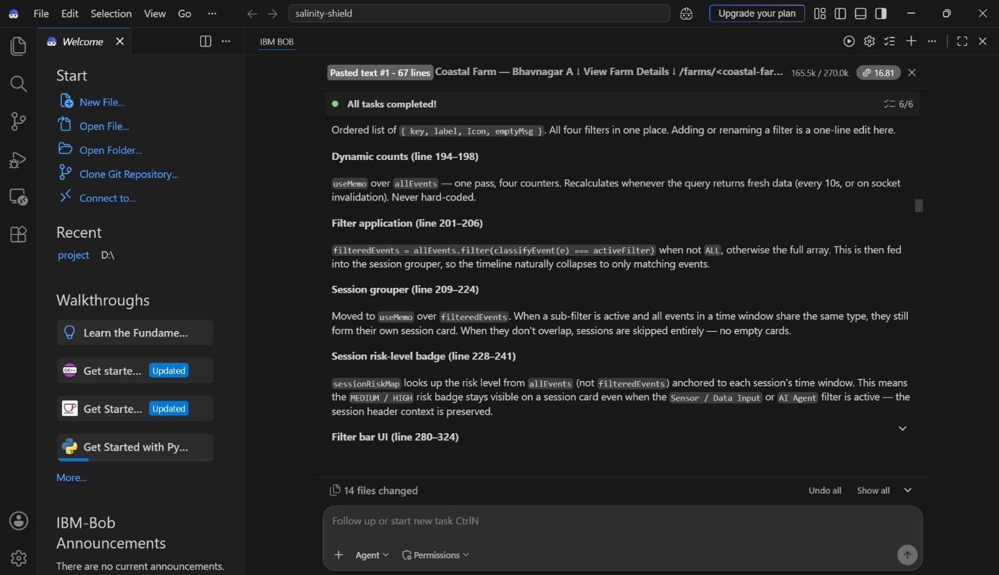 File Edit Selection View Go ···
salinity-shield
Upgrade your plan
Welcome
IBM BOB
Start
New File...
Open File...
Open Folder...
Clone Git Repository...
Connect to...
Recent
project D:\
Walkthroughs
Learn the Fundame...
C/C++ Get starte... Updated
Get Starte... Updated
Get Started with Py...
More...
IBM-Bob
Announcements
There are no current announcements.
Pasted text #1 - 67 lines Coastal Farm — Bhavnagar A ↓ View Farm Details ↓ /farms/<coastal-far... 165.5k / 270.0k 16.81
All tasks completed! 6/6
Ordered list of { key, label, Icon, emptyMsg }. All four filters in one place. Adding or renaming a filter is a one-line edit here.
Dynamic counts (line 194–198)
useMemo over allEvents — one pass, four counters. Recalculates whenever the query returns fresh data (every 10s, or on socket
invalidation). Never hard-coded.
Filter application (line 201–206)
filteredEvents = allEvents.filter(classifyEvent(e) === activeFilter) when not ALL, otherwise the full array. This is then fed
into the session grouper, so the timeline naturally collapses to only matching events.
Session grouper (line 209–224)
Moved to useMemo over filteredEvents. When a sub-filter is active and all events in a time window share the same type, they still
form their own session card. When they don't overlap, sessions are skipped entirely — no empty cards.
Session risk-level badge (line 228–241)
sessionRiskMap looks up the risk level from allEvents (not filteredEvents) anchored to each session's time window. This means
the MEDIUM / HIGH risk badge stays visible on a session card even when the Sensor / Data Input or AI Agent filter is active — the
session header context is preserved.
Filter bar UI (line 280–324)
14 files changed Undo all Show all
Follow up or start new task CtrlN
Agent Permissions